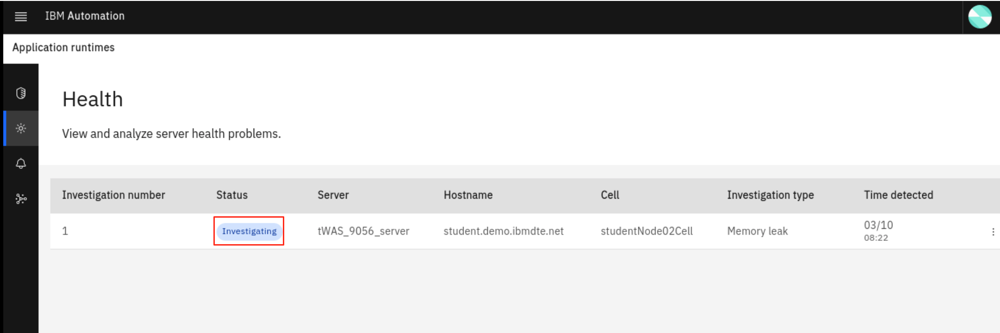 IBM Automation
Application runtimes
Health
View and analyze server health problems.
Investigation number Status Server Hostname Cell Investigation type Time detected
1 Investigating tWAS_9056_server student.demo.ibmdte.net studentNode02Cell Memory leak 03/10
08:22